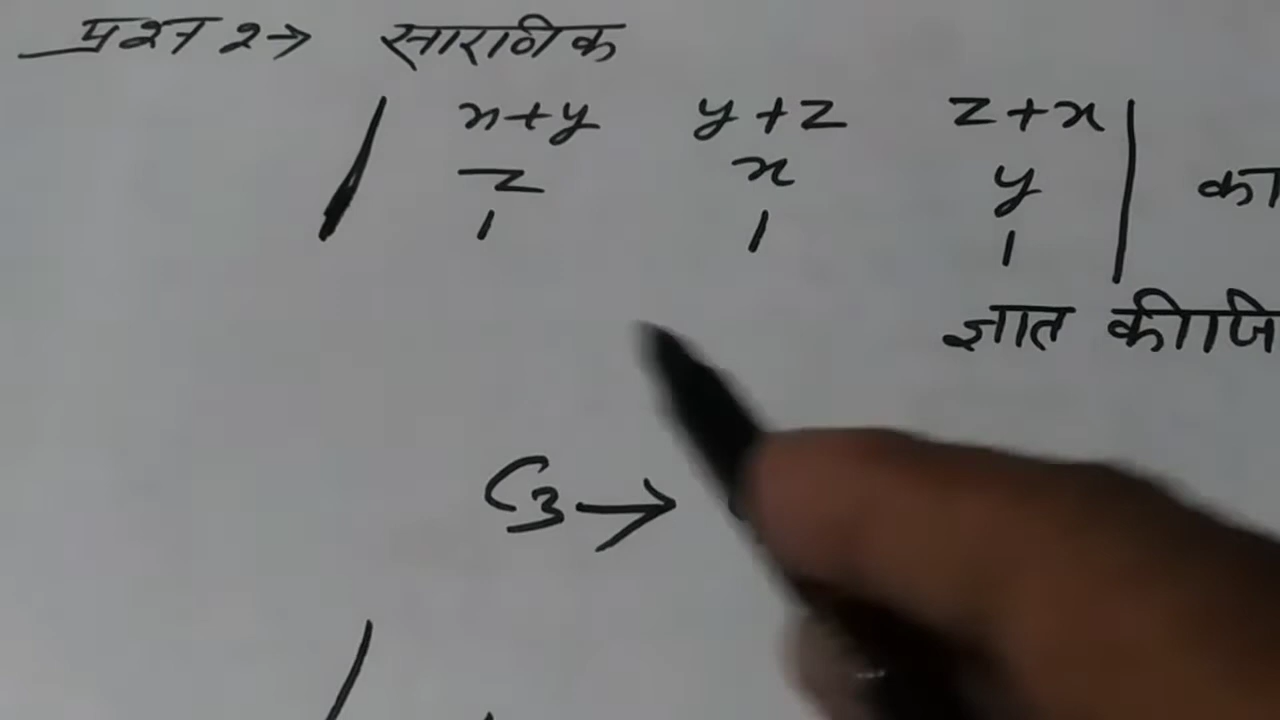 प्रश्न 2→ सारणिक
| x+y y+z z+x |
z x y का
1 1 1
ज्ञात कीजि
C3→